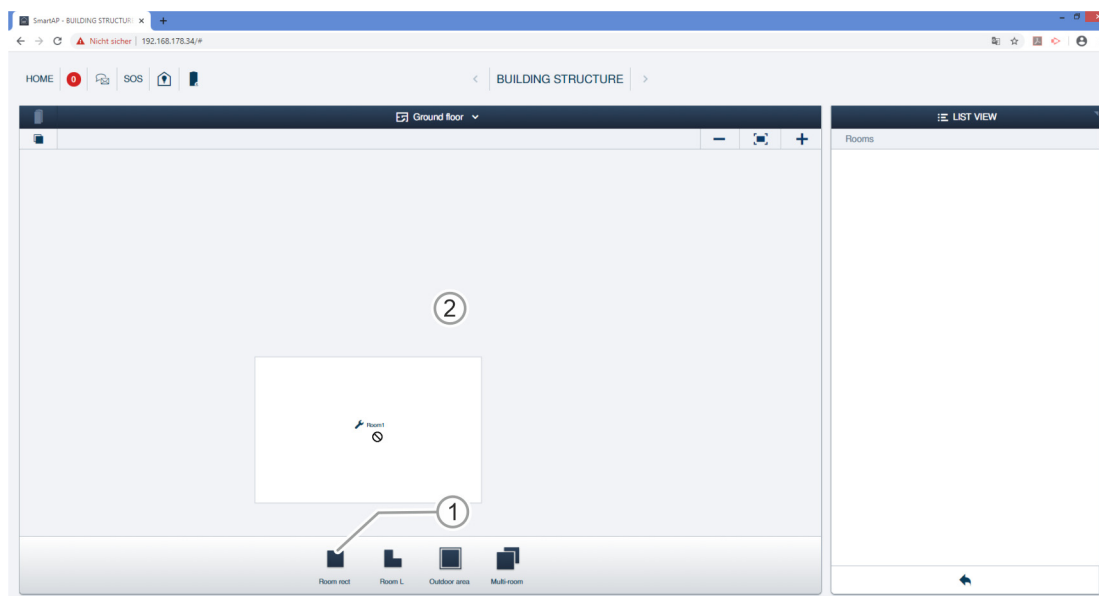 SmartAP - BUILDING STRUCTUR
Nicht sicher | 192.168.178.34/#
HOME 0 SOS < BUILDING STRUCTURE >
Ground floor
LIST VIEW
Rooms
2
Room1
1
Room rect Room L Outdoor area Multi-room